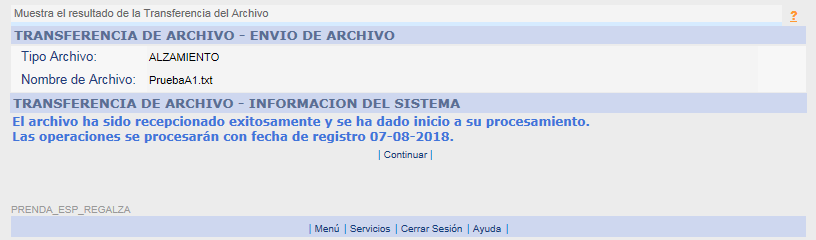 Muestra el resultado de la Transferencia del Archivo
?
TRANSFERENCIA DE ARCHIVO - ENVIO DE ARCHIVO
Tipo Archivo: ALZAMIENTO
Nombre de Archivo: PruebaA1.txt
TRANSFERENCIA DE ARCHIVO - INFORMACION DEL SISTEMA
El archivo ha sido recepcionado exitosamente y se ha dado inicio a su procesamiento.
Las operaciones se procesarán con fecha de registro 07-08-2018.
| Continuar |
PRENDA_ESP_REGALZA
| Menú | Servicios | Cerrar Sesión | Ayuda |